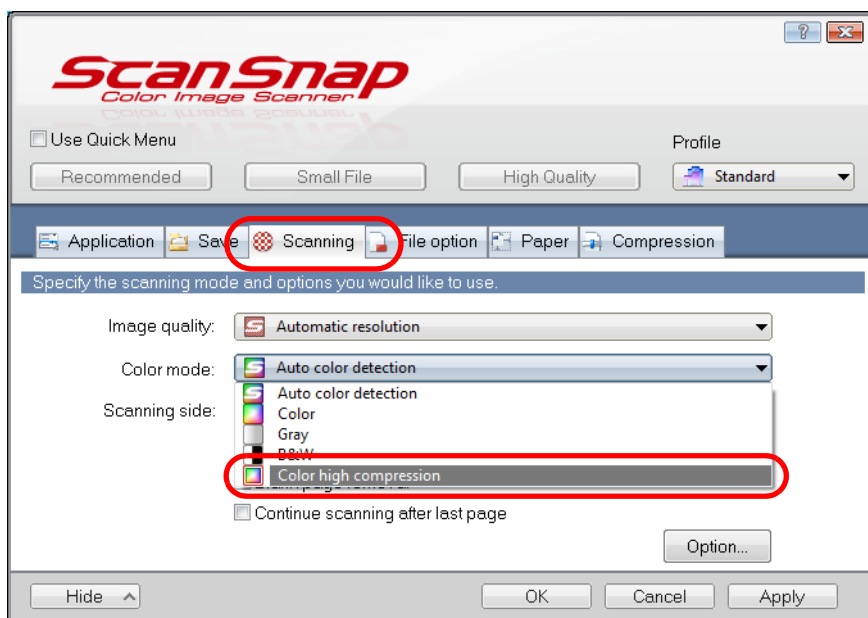 ScanSnap
Color Image Scanner
Use Quick Menu
Profile
Recommended
Small File
High Quality
Standard
Application
Save
Scanning
File option
Paper
Compression
Specify the scanning mode and options you would like to use.
Image quality:
Automatic resolution
Color mode:
Auto color detection
Auto color detection
Scanning side:
Color
Gray
B&W
Color high compression
Continue scanning after last page
Option...
Hide
OK
Cancel
Apply